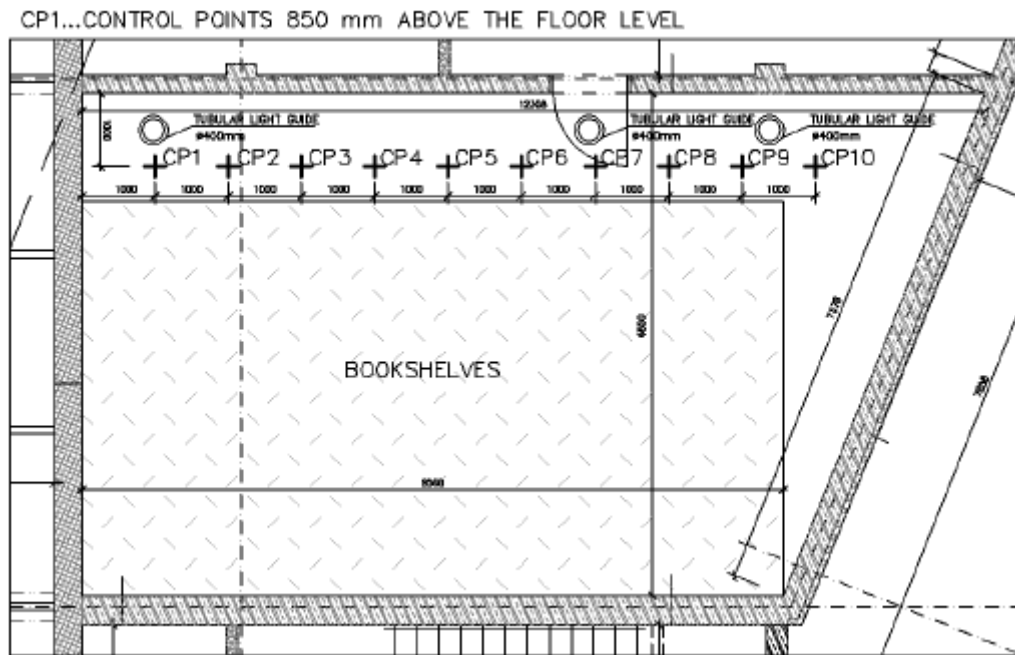 CP1...CONTROL POINTS 850 mm ABOVE THE FLOOR LEVEL
TUBULAR LIGHT GUIDE
ø400mm
TUBULAR LIGHT GUIDE
ø400mm
TUBULAR LIGHT GUIDE
ø400mm
1000
CP1 CP2 CP3 CP4 CP5 CP6 CP7 CP8 CP9 CP10
1000 1000 1000 1000 1000 1000 1000 1000 1000 1000
BOOKSHELVES